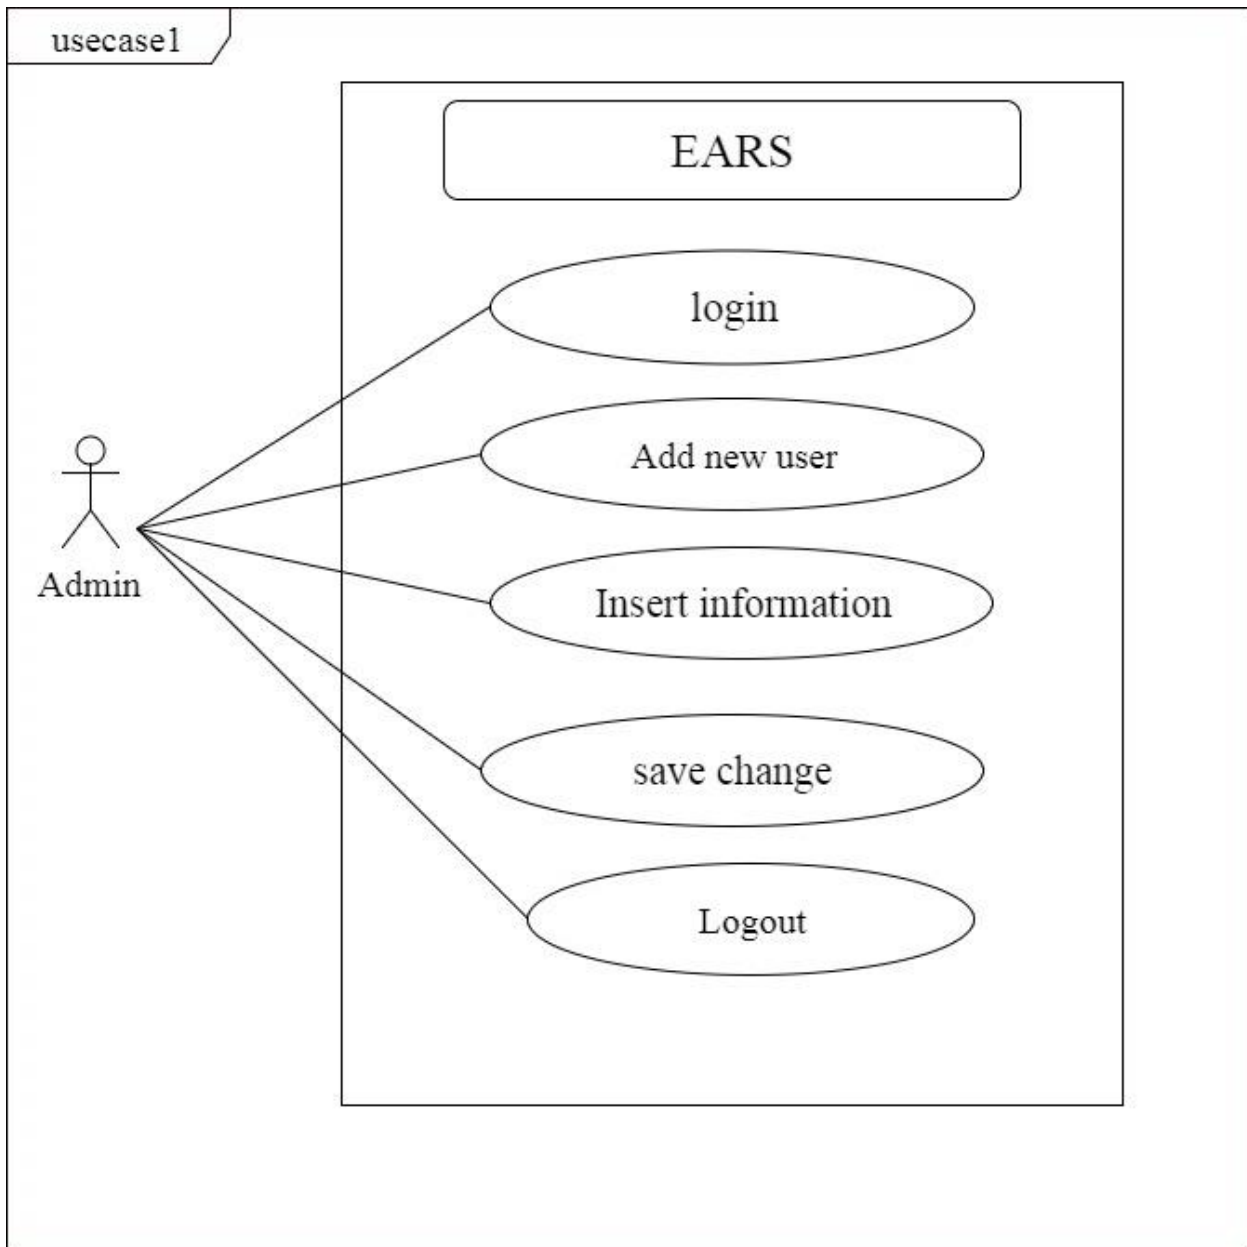 usecase1
EARS
login
Add new user
Insert information
Admin
save change
Logout